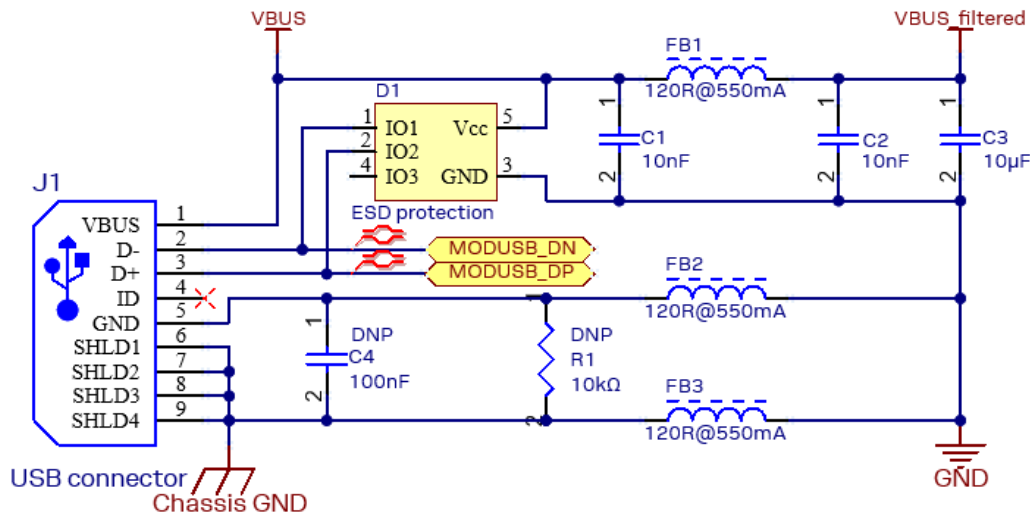 VBUS
VBUS_filtered
FB1
120R@550mA
D1
1 IO1 Vcc 5
2 IO2
4 IO3 GND 3
ESD protection
1
C1
10nF
2
1
C2
10nF
2
1
C3
10µF
2
J1
VBUS 1
D- 2
D+ 3
ID 4
GND 5
SHLD1 6
SHLD2 7
SHLD3 8
SHLD4 9
USB connector
Chassis GND
MODUSB_DN
MODUSB_DP
FB2
120R@550mA
1
DNP
C4
100nF
2
1
DNP
R1
10kΩ
2
FB3
120R@550mA
GND